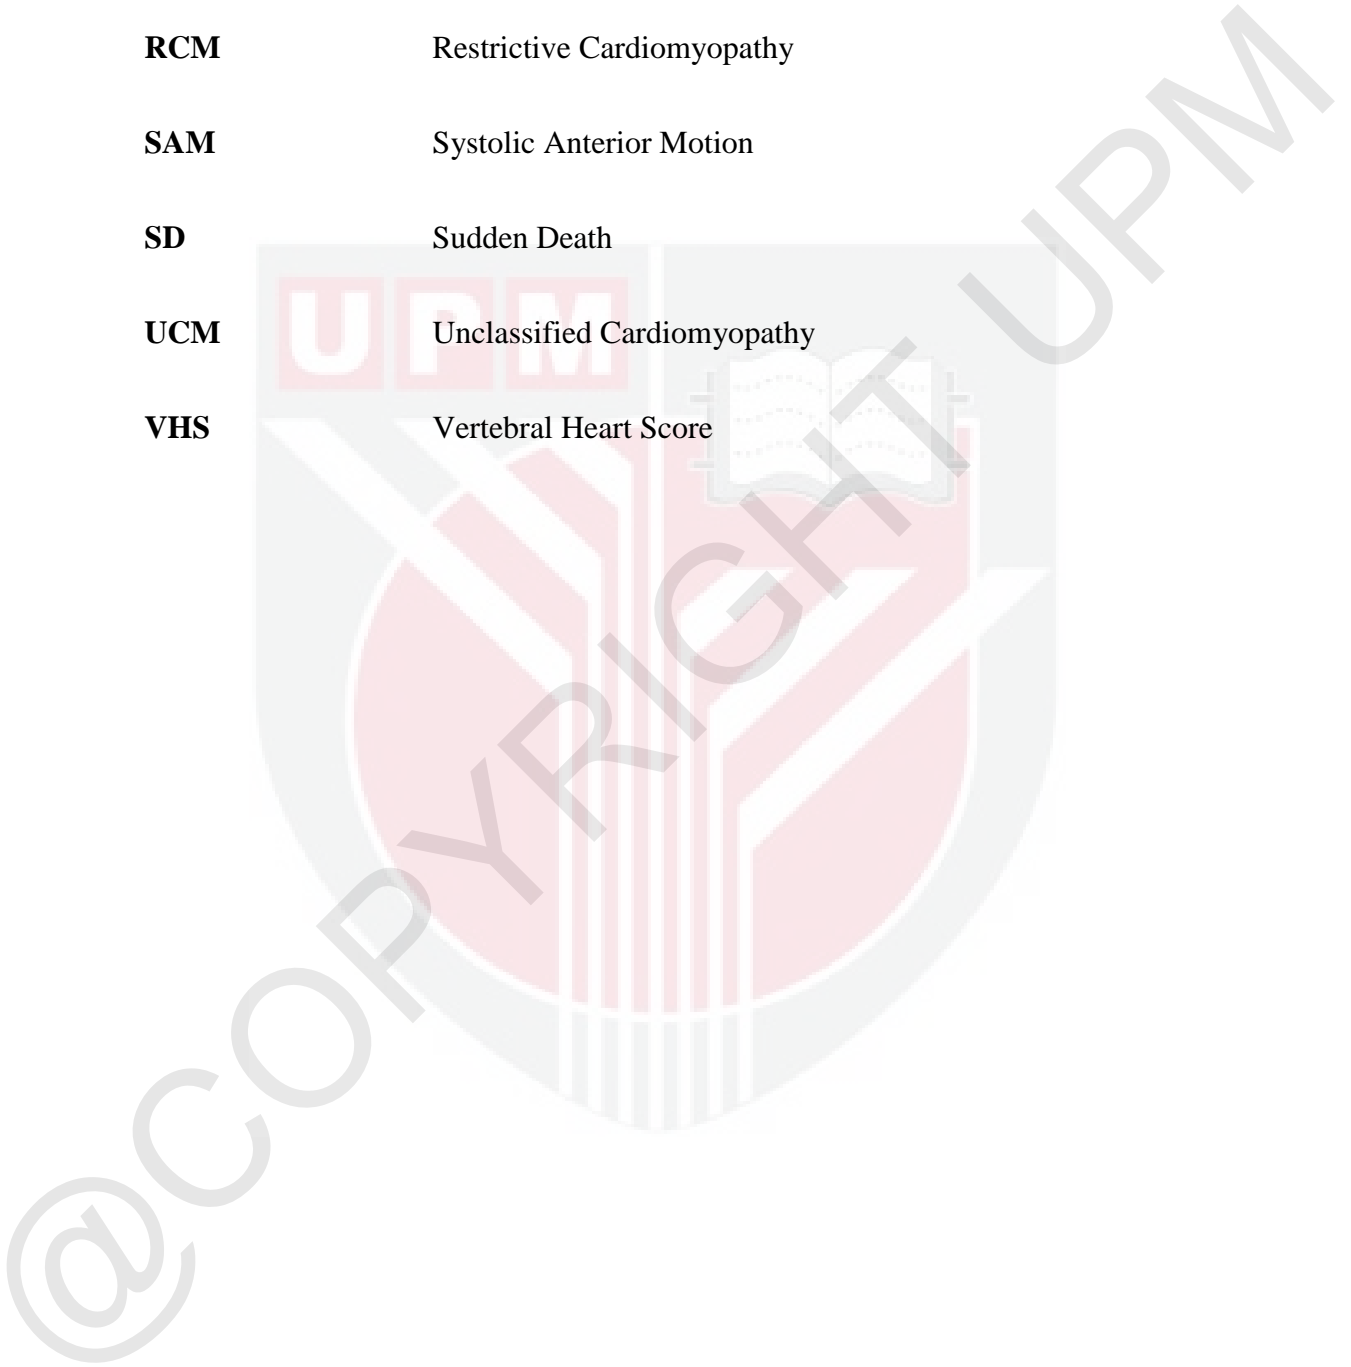 RCM Restrictive Cardiomyopathy
SAM Systolic Anterior Motion
SD Sudden Death
UCM Unclassified Cardiomyopathy
VHS Vertebral Heart Score
UPM
@COPYRIGHT UPM